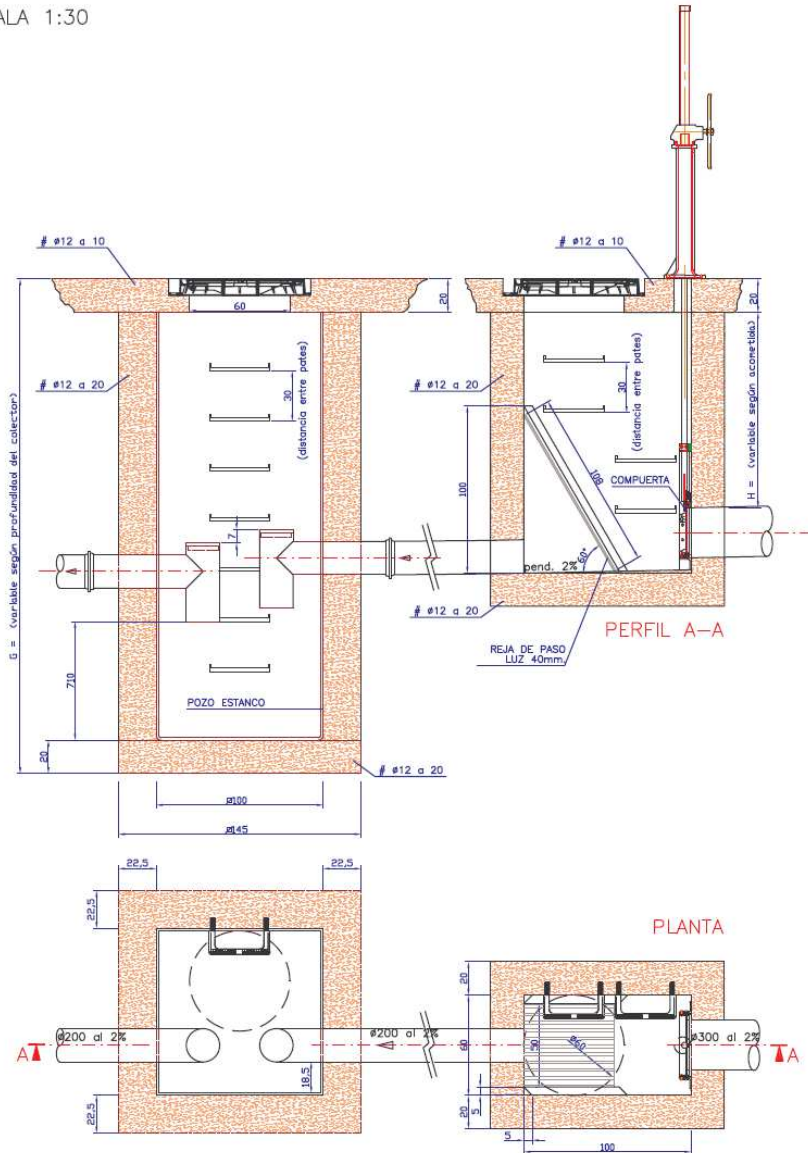 ALA 1:30
# ø12 a 10
# ø12 a 10
60
20
20
# ø12 a 20
# ø12 a 20
30
(distancia entre pates)
30
(distancia entre pates)
G = (variable según profundidad del colector)
H = (variable según acometida)
100
108
COMPUERTA
7
60°
pend. 2%
# ø12 a 20
PERFIL A-A
REJA DE PASO
LUZ 40mm.
710
POZO ESTANCO
20
# ø12 a 20
ø100
ø145
22,5
22,5
22,5
PLANTA
20
ø200 al 2%
ø200 al 2%
ø300 al 2%
A
A
60
50
ø60
18,5
22,5
5
20
5
100